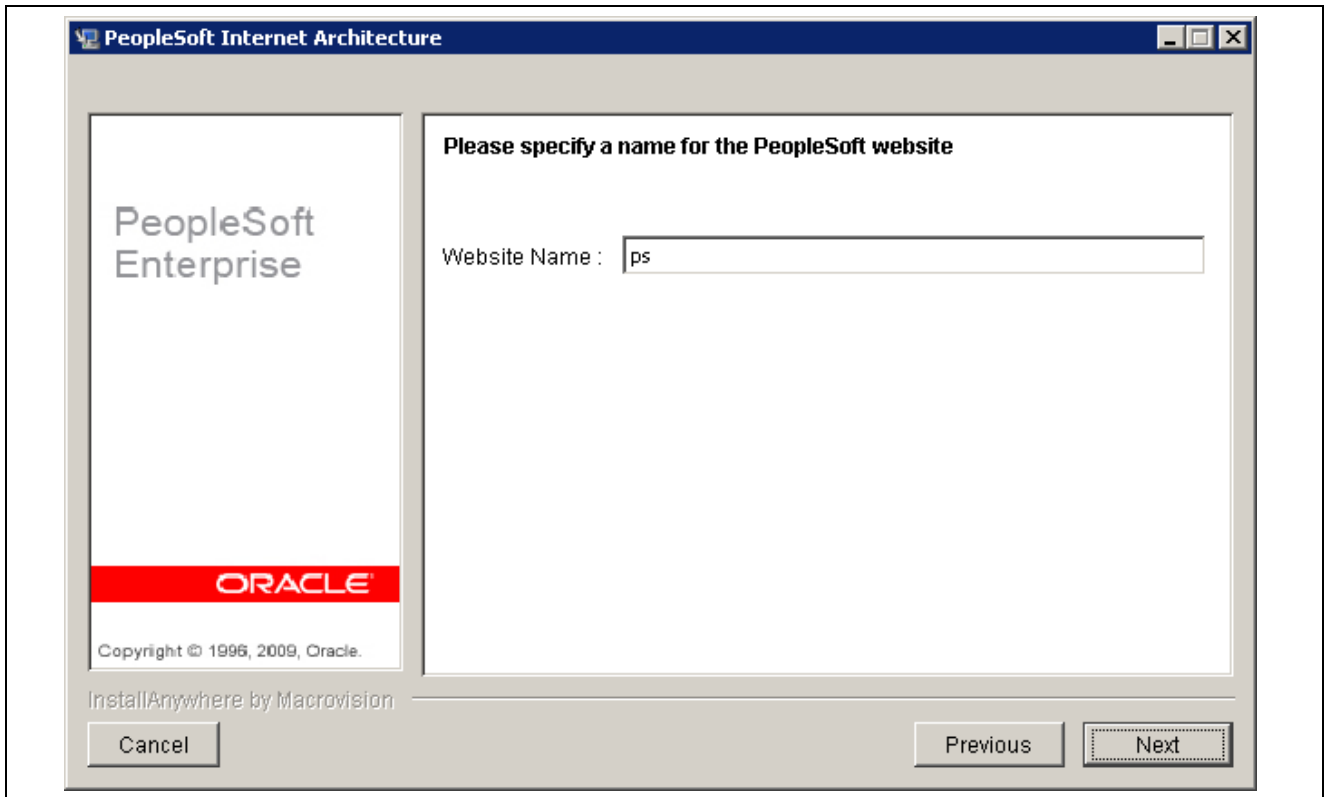 PeopleSoft Internet Architecture
Please specify a name for the PeopleSoft website
PeopleSoft
Enterprise
Website Name : ps
ORACLE
Copyright © 1996, 2009, Oracle.
InstallAnywhere by Macrovision
Cancel Previous Next